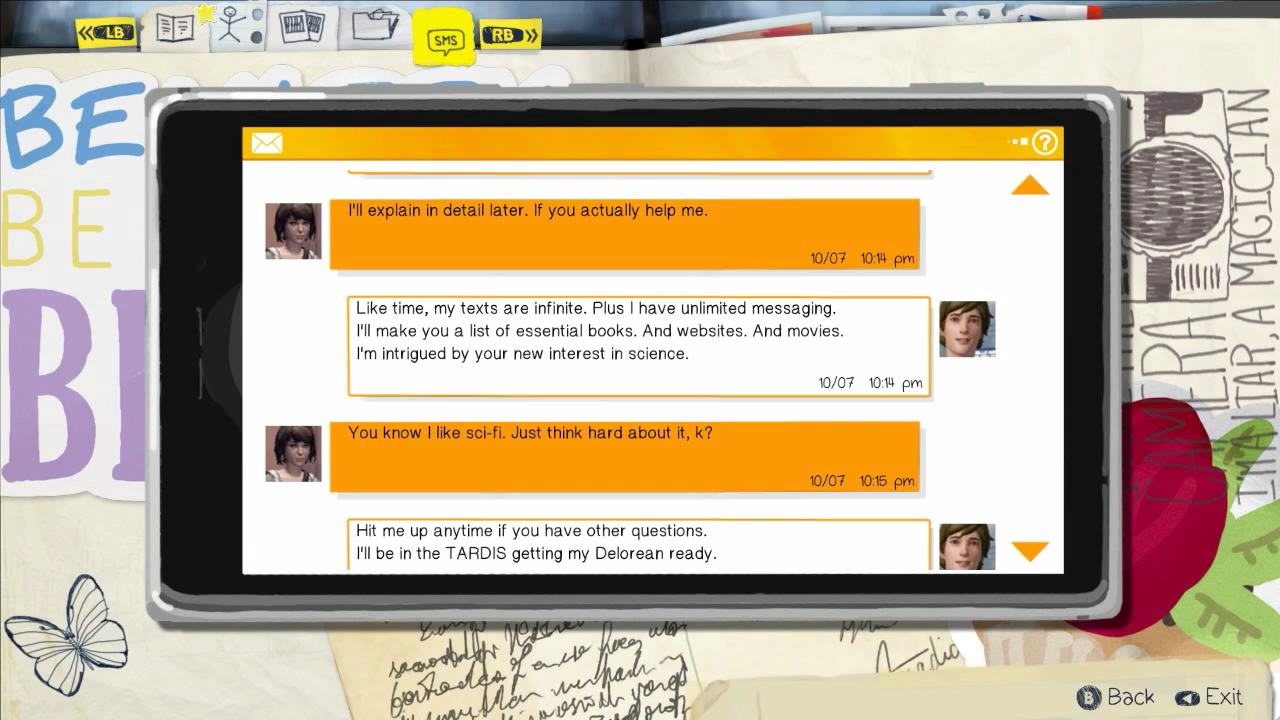 LB
SMS
RB
BE
BE
I'll explain in detail later. If you actually help me.
10/07 10:14 pm
Like time, my texts are infinite. Plus I have unlimited messaging.
I'll make you a list of essential books. And websites. And movies.
I'm intrigued by your new interest in science.
10/07 10:14 pm
You know I like sci-fi. Just think hard about it, k?
10/07 10:15 pm
Hit me up anytime if you have other questions.
I'll be in the TARDIS getting my Delorean ready.
LIAR, A MAGICIAN
B Back
Exit